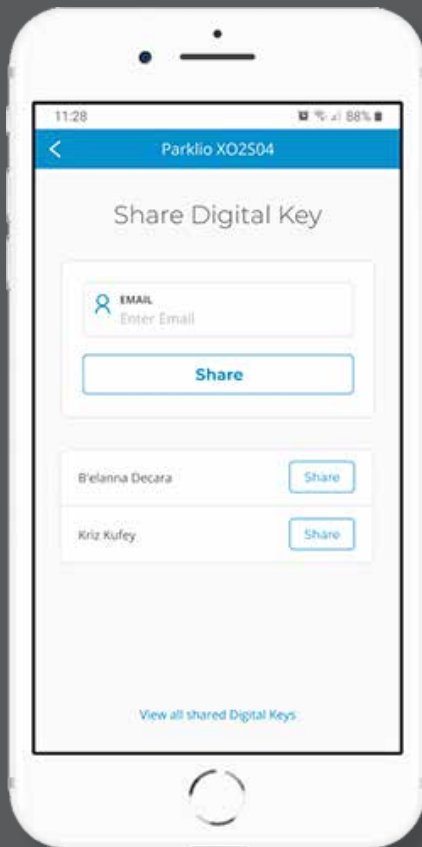 11:28
88%
Parklio XO2S04
Share Digital Key
EMAIL
Enter Email
Share
B'elanna Decara
Share
Kriz Kufey
Share
View all shared Digital Keys